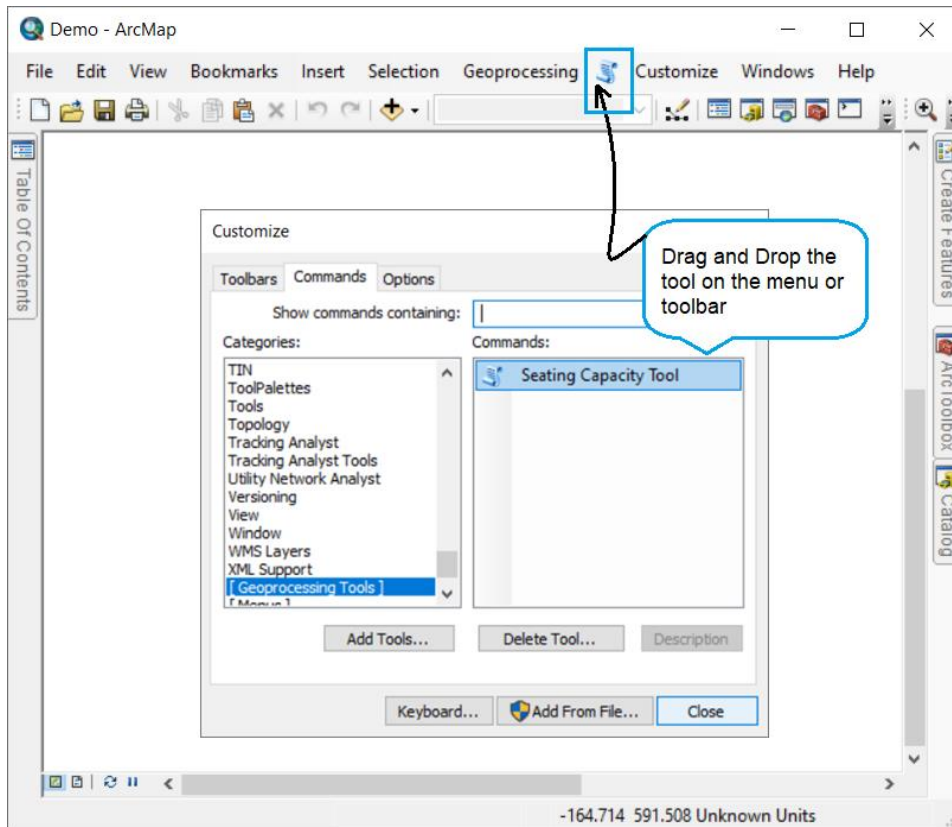 Demo - ArcMap
File Edit View Bookmarks Insert Selection Geoprocessing Customize Windows Help
Table Of Contents
Create Features
ArcToolbox
Catalog
Customize
Toolbars Commands Options
Show commands containing:
Categories:
TIN
ToolPalettes
Tools
Topology
Tracking Analyst
Tracking Analyst Tools
Utility Network Analyst
Versioning
View
Window
WMS Layers
XML Support
[ Geoprocessing Tools ]
[ Menus ]
Commands:
Seating Capacity Tool
Drag and Drop the
tool on the menu or
toolbar
Add Tools... Delete Tool... Description
Keyboard... Add From File... Close
-164.714 591.508 Unknown Units